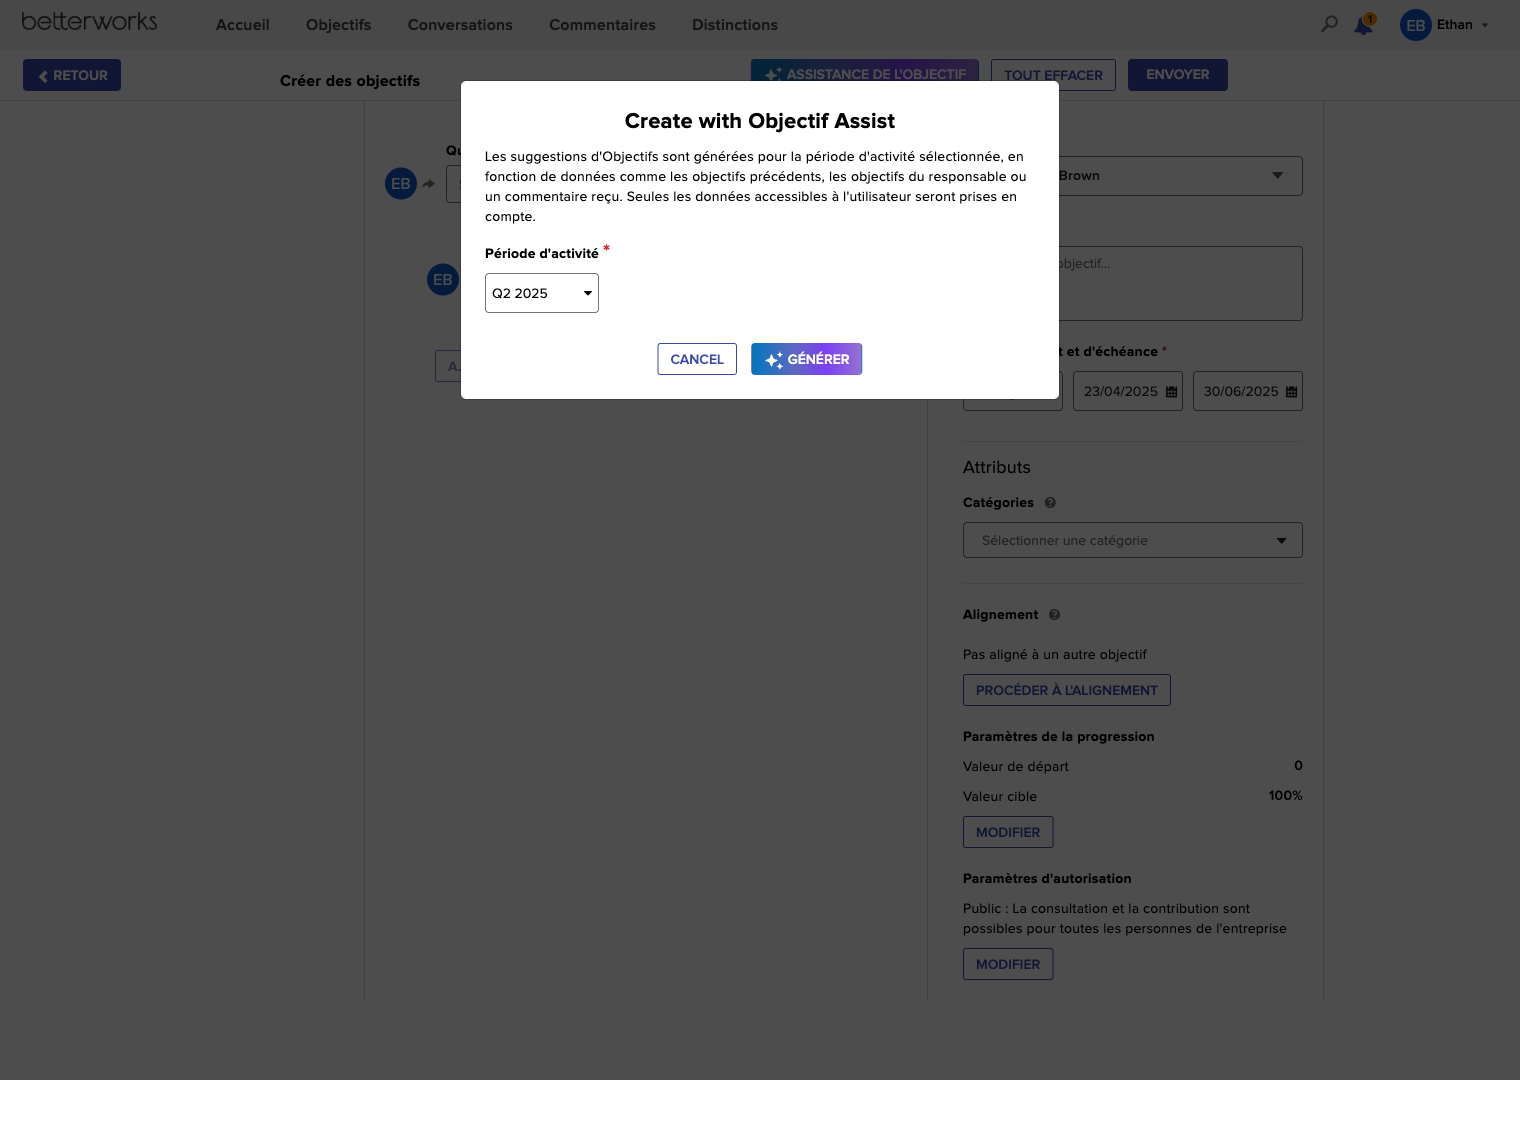 betterworks
Accueil
Objectifs
Conversations
Commentaires
Distinctions
1
EB
Ethan
RETOUR
Créer des objectifs
ASSISTANCE DE L'OBJECTIF
TOUT EFFACER
ENVOYER
Create with Objectif Assist
Les suggestions d'Objectifs sont générées pour la période d'activité sélectionnée, en
fonction de données comme les objectifs précédents, les objectifs du responsable ou
un commentaire reçu. Seules les données accessibles à l'utilisateur seront prises en
compte.
Période d'activité *
Q2 2025
CANCEL
GÉNÉRER
EB
EB
Brown
objectif...
t et d'échéance *
23/04/2025
30/06/2025
Attributs
Catégories
Sélectionner une catégorie
Alignement
Pas aligné à un autre objectif
PROCÉDER À L'ALIGNEMENT
Paramètres de la progression
Valeur de départ 0
Valeur cible 100%
MODIFIER
Paramètres d'autorisation
Public : La consultation et la contribution sont
possibles pour toutes les personnes de l'entreprise
MODIFIER